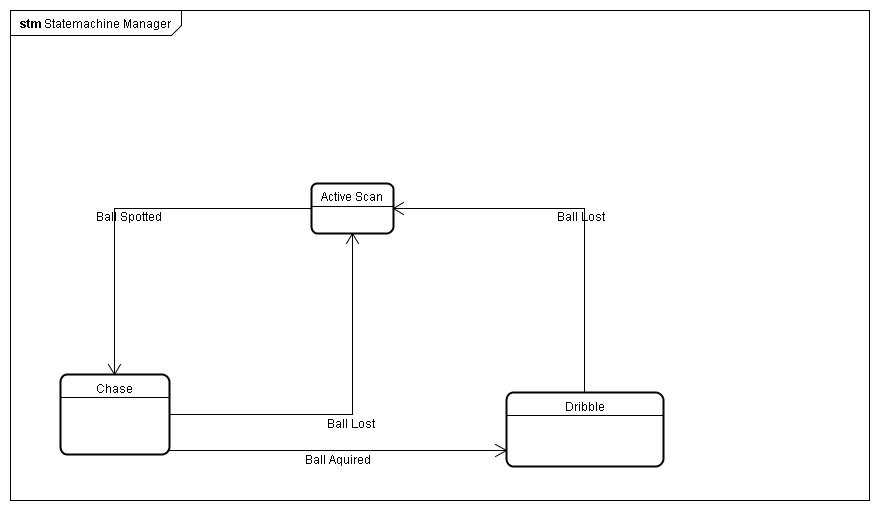 stm Statemachine Manager
Active Scan
Ball Spotted
Ball Lost
Chase
Dribble
Ball Lost
Ball Aquired